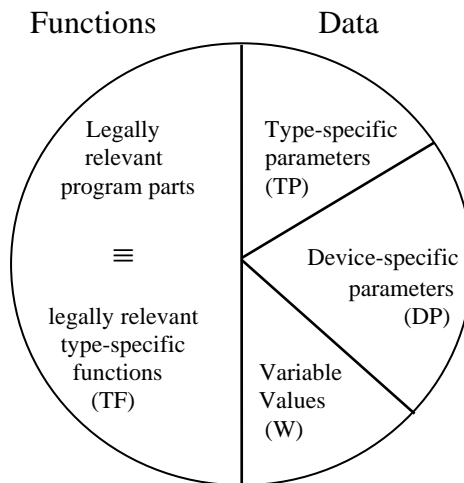 Functions
Data
Legally
relevant
program parts
≡
legally relevant
type-specific
functions
(TF)
Type-specific
parameters
(TP)
Device-specific
parameters
(DP)
Variable
Values
(W)